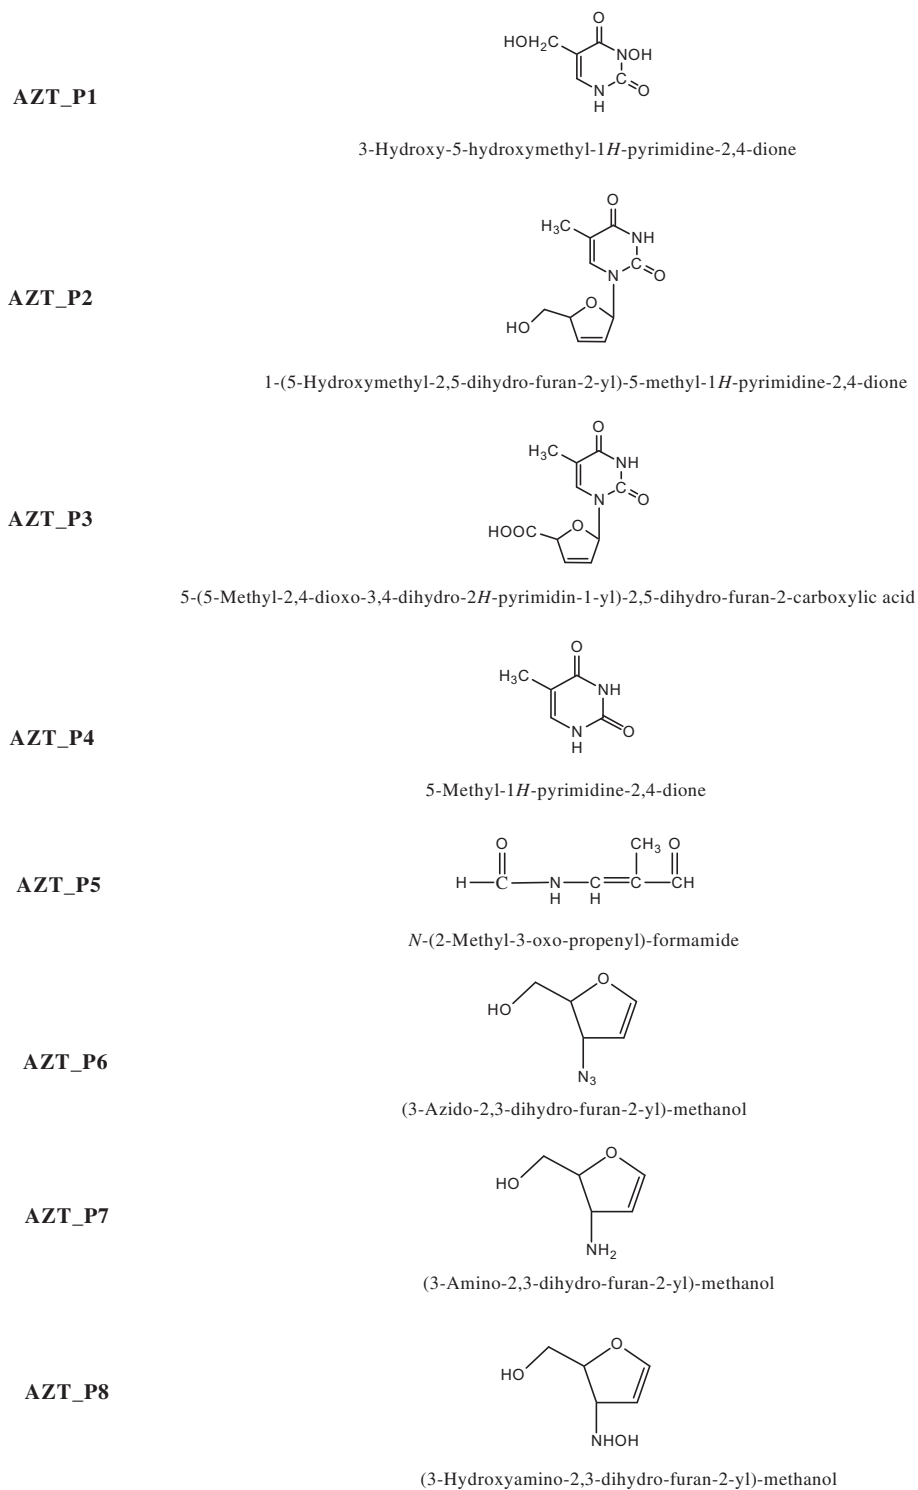 AZT_P1
HOH2C
O
NOH
C
O
N
H
3-Hydroxy-5-hydroxymethyl-1H-pyrimidine-2,4-dione
AZT_P2
O
H3C
NH
C
O
N
O
HO
1-(5-Hydroxymethyl-2,5-dihydro-furan-2-yl)-5-methyl-1H-pyrimidine-2,4-dione
AZT_P3
O
H3C
NH
C
O
N
HOOC
O
5-(5-Methyl-2,4-dioxo-3,4-dihydro-2H-pyrimidin-1-yl)-2,5-dihydro-furan-2-carboxylic acid
AZT_P4
O
H3C
NH
N
H
O
5-Methyl-1H-pyrimidine-2,4-dione
AZT_P5
O CH3 O
H C N C C CH
H H
N-(2-Methyl-3-oxo-propenyl)-formamide
AZT_P6
O
HO
N3
(3-Azido-2,3-dihydro-furan-2-yl)-methanol
AZT_P7
O
HO
NH2
(3-Amino-2,3-dihydro-furan-2-yl)-methanol
AZT_P8
O
HO
NHOH
(3-Hydroxyamino-2,3-dihydro-furan-2-yl)-methanol